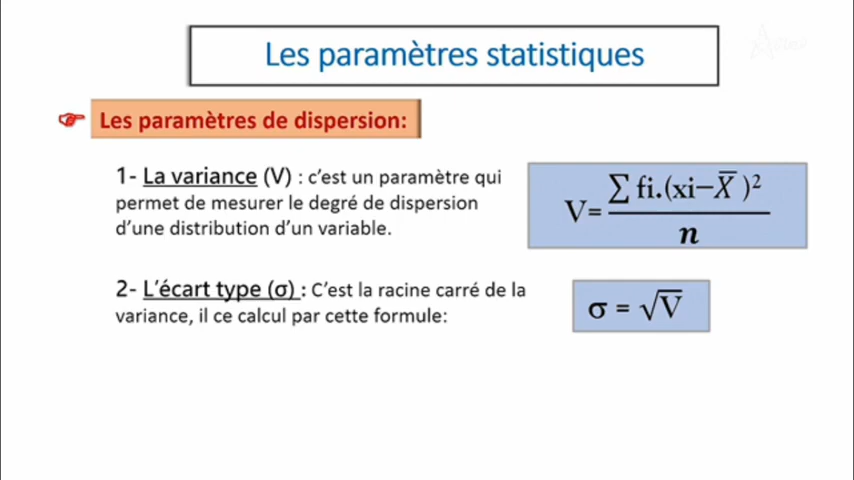 Les paramètres statistiques
Les paramètres de dispersion:
1- La variance (V) : c'est un paramètre qui
permet de mesurer le degré de dispersion
d'une distribution d'un variable.
V= ∑ fi.(xi−X̅ )² / n
2- L'écart type (σ) : C'est la racine carré de la
variance, il ce calcul par cette formule:
σ = √V